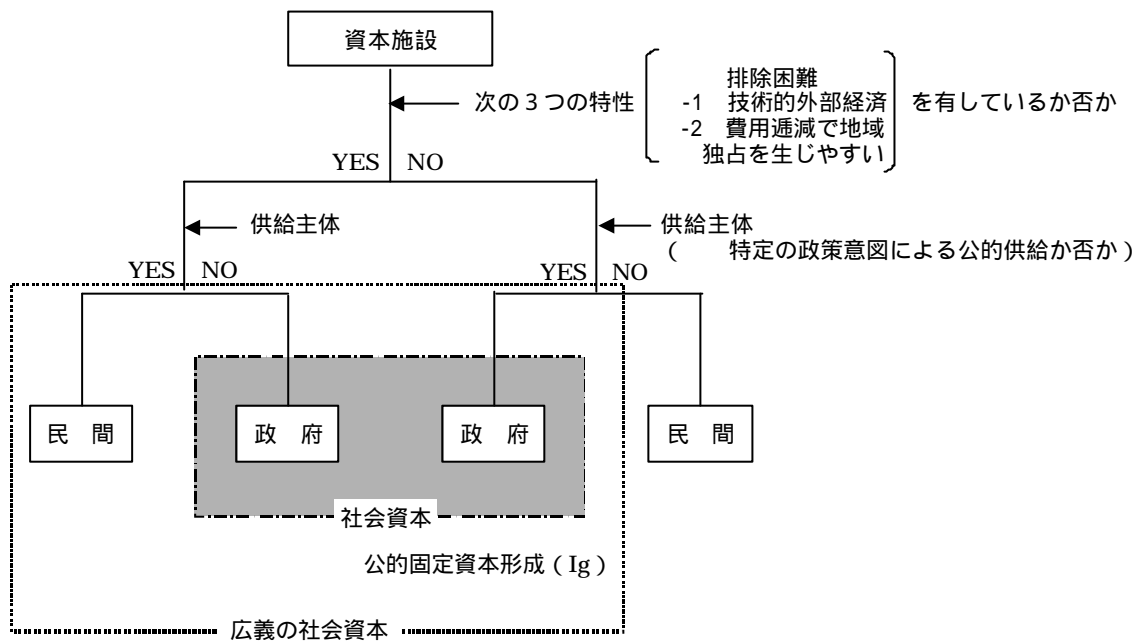 資本施設
次の3つの特性
排除困難
-1 技術的外部経済
-2 費用逓減で地域
独占を生じやすい
を有しているか否か
YES NO
供給主体
供給主体
( 特定の政策意図による公的供給か否か)
YES NO
YES NO
民 間
政 府
政 府
民 間
社会資本
公的固定資本形成(Ig)
広義の社会資本